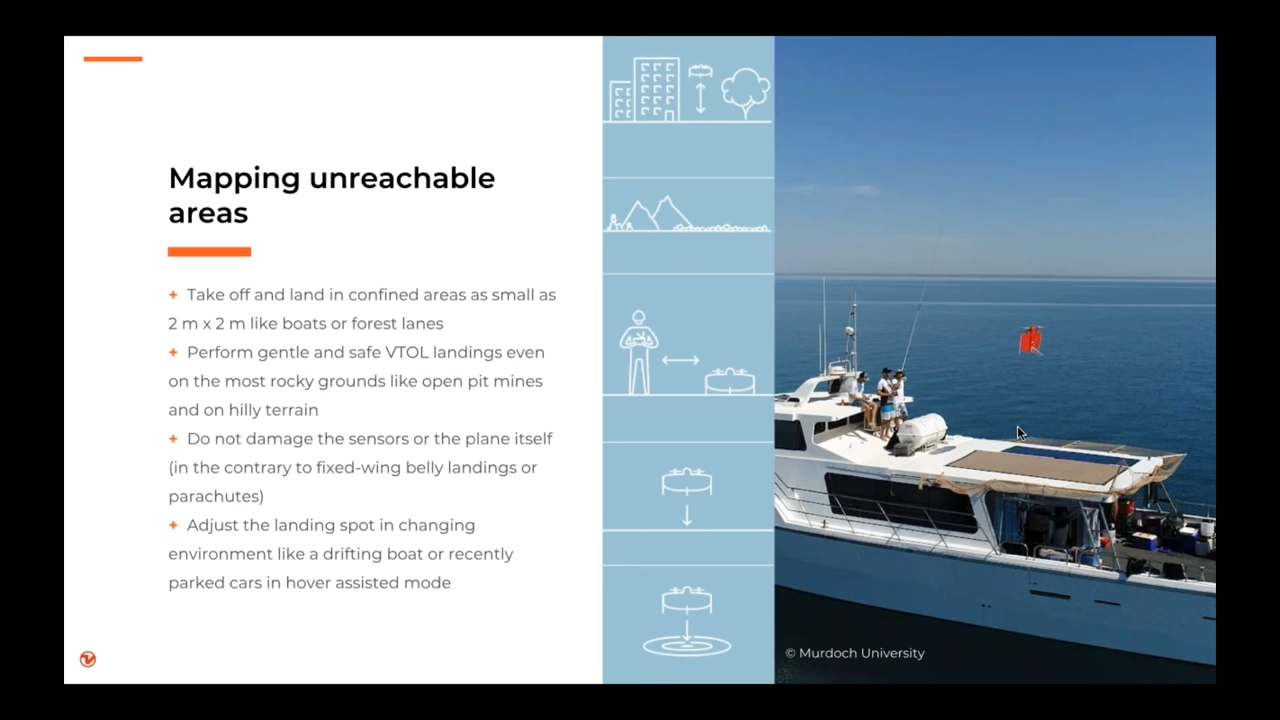 Mapping unreachable
areas
+ Take off and land in confined areas as small as
2 m x 2 m like boats or forest lanes
+ Perform gentle and safe VTOL landings even
on the most rocky grounds like open pit mines
and on hilly terrain
+ Do not damage the sensors or the plane itself
(in the contrary to fixed-wing belly landings or
parachutes)
+ Adjust the landing spot in changing
environment like a drifting boat or recently
parked cars in hover assisted mode
© Murdoch University